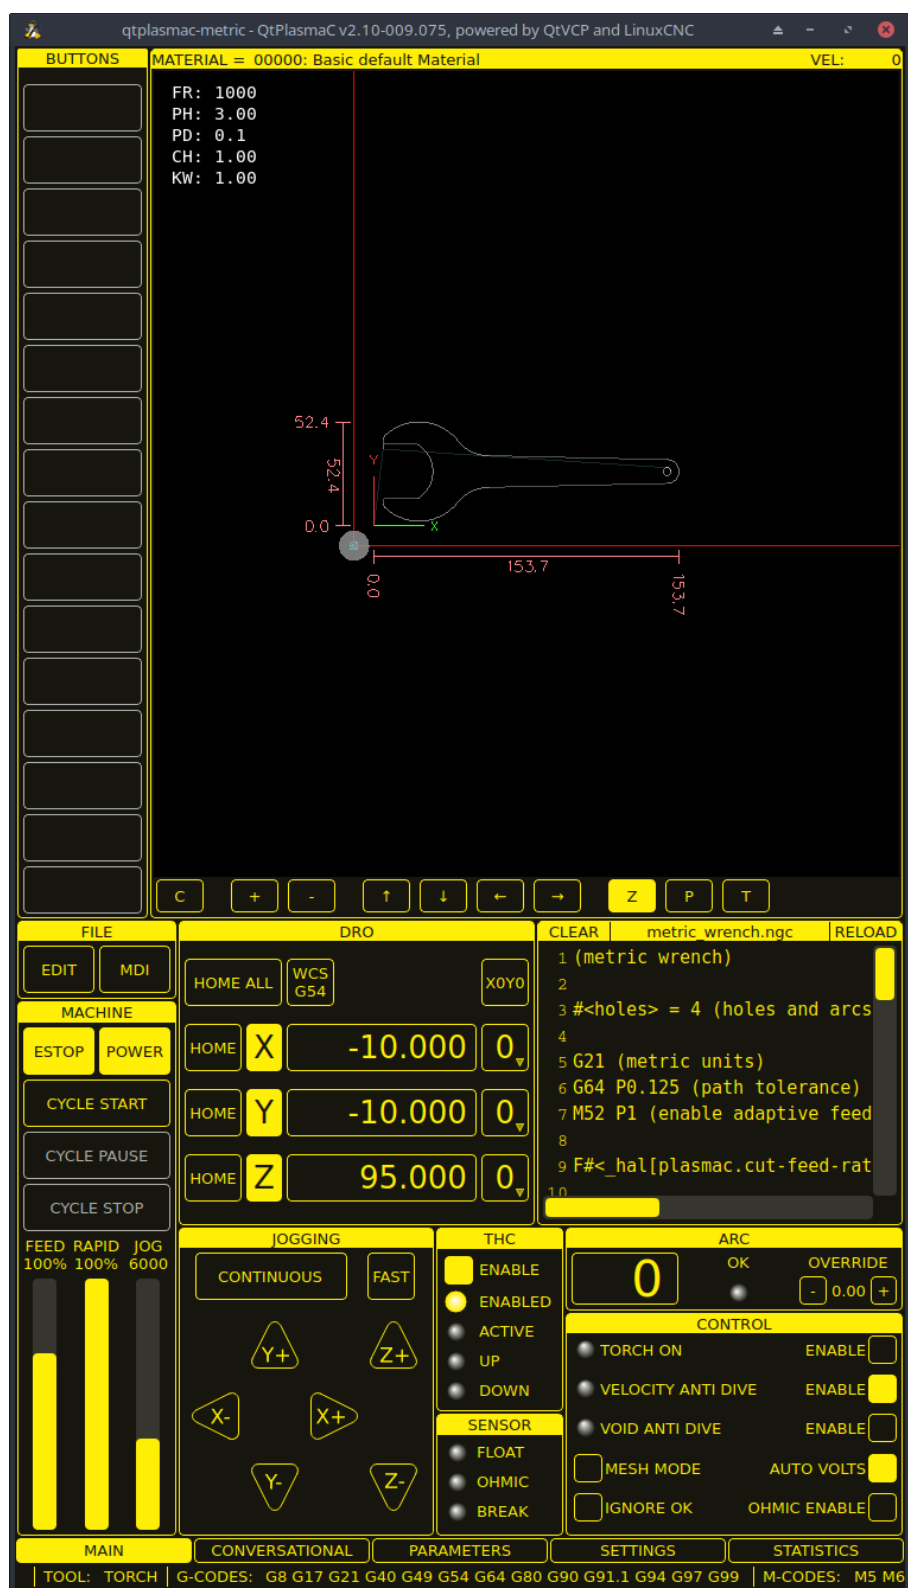 qtplasmac-metric - QtPlasmaC v2.10-009.075, powered by QtVCP and LinuxCNC
BUTTONS
MATERIAL = 00000: Basic default Material
VEL: 0
FR: 1000
PH: 3.00
PD: 0.1
CH: 1.00
KW: 1.00
52.4
52.4
Y
0.0
X
153.7
0.0
153.7
C + - ↑ ↓ ← → Z P T
FILE
EDIT MDI
MACHINE
ESTOP POWER
CYCLE START
CYCLE PAUSE
CYCLE STOP
FEED RAPID JOG
100% 100% 6000
DRO
HOME ALL
WCS
G54
X0Y0
HOME X -10.000 0
HOME Y -10.000 0
HOME Z 95.000 0
CLEAR metric_wrench.ngc RELOAD
1 (metric wrench)
2
3 #<holes> = 4 (holes and arcs
4
5 G21 (metric units)
6 G64 P0.125 (path tolerance)
7 M52 P1 (enable adaptive feed
8
9 F#<_hal[plasmac.cut-feed-rat
10
JOGGING
CONTINUOUS FAST
Y+ Z+
X- X+
Y- Z-
THC
ENABLE
ENABLED
ACTIVE
UP
DOWN
SENSOR
FLOAT
OHMIC
BREAK
ARC
0
OK
OVERRIDE
- 0.00 +
CONTROL
TORCH ON ENABLE
VELOCITY ANTI DIVE ENABLE
VOID ANTI DIVE ENABLE
MESH MODE AUTO VOLTS
IGNORE OK OHMIC ENABLE
MAIN CONVERSATIONAL PARAMETERS SETTINGS STATISTICS
TOOL: TORCH G-CODES: G8 G17 G21 G40 G49 G54 G64 G80 G90 G91.1 G94 G97 G99 M-CODES: M5 M6